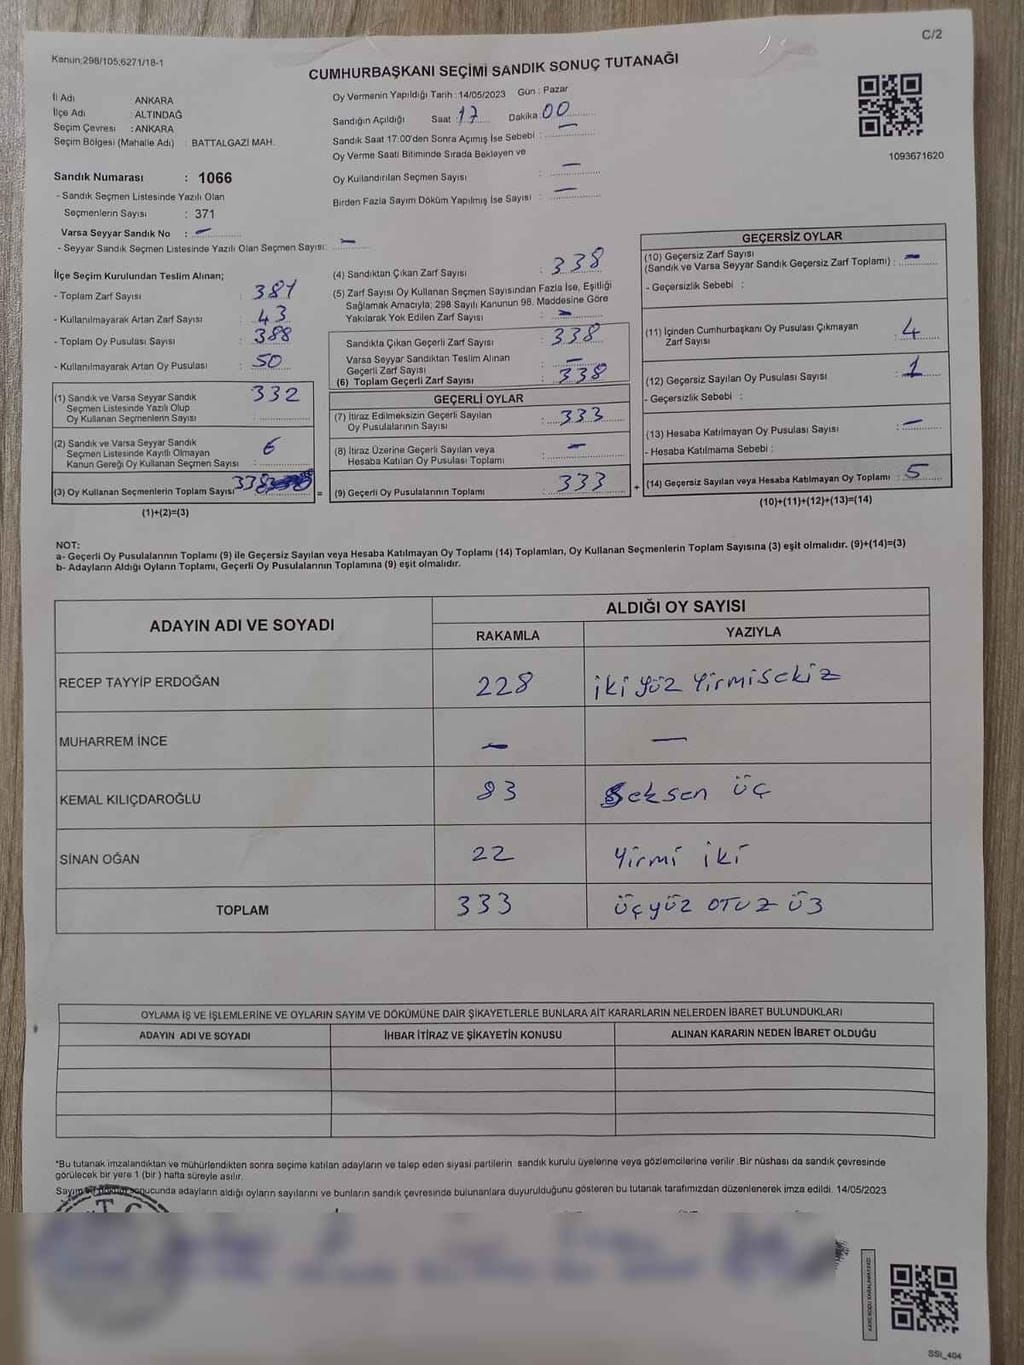 C/2
Kanun;298/105;6271/18-1
CUMHURBAŞKANI SEÇİMİ SANDIK SONUÇ TUTANAĞI
İl Adı ANKARA
İlçe Adı : ALTINDAĞ
Seçim Çevresi : ANKARA
Seçim Bölgesi (Mahalle Adı) : BATTALGAZİ MAH.
Oy Vermenin Yapıldığı Tarih : 14/05/2023 Gün : Pazar
Sandığın Açıldığı Saat 17 Dakika 00
Sandık Saat 17:00'den Sonra Açımış İse Sebebi : —
Oy Verme Saati Bitiminde Sırada Bekleyen ve
Oy Kullandırılan Seçmen Sayısı : —
Birden Fazla Sayım Döküm Yapılmış İse Sayısı : —
1093671620
Sandık Numarası : 1066
- Sandık Seçmen Listesinde Yazılı Olan
Seçmenlerin Sayısı : 371
Varsa Seyyar Sandık No : —
- Seyyar Sandık Seçmen Listesinde Yazılı Olan Seçmen Sayısı: —
İlçe Seçim Kurulundan Teslim Alınan;
- Toplam Zarf Sayısı : 381
- Kullanılmayarak Artan Zarf Sayısı : 43
- Toplam Oy Pusulası Sayısı : 388
- Kullanılmayarak Artan Oy Pusulası : 50
(1) Sandık ve Varsa Seyyar Sandık 332
Seçmen Listesinde Yazılı Olup
Oy Kullanan Seçmenlerin Sayısı :
(2) Sandık ve Varsa Seyyar Sandık 6
Seçmen Listesinde Kayıtlı Olmayan
Kanun Gereği Oy Kullanan Seçmen Sayısı :
(3) Oy Kullanan Seçmenlerin Toplam Sayısı 338 =
(1)+(2)=(3)
(4) Sandıktan Çıkan Zarf Sayısı : 338
(5) Zarf Sayısı Oy Kullanan Seçmen Sayısından Fazla İse, Eşitliği
Sağlamak Amacıyla; 298 Sayılı Kanunun 98. Maddesine Göre
Yakılarak Yok Edilen Zarf Sayısı : —
Sandıkla Çıkan Geçerli Zarf Sayısı : 338
Varsa Seyyar Sandıktan Teslim Alınan
Geçerli Zarf Sayısı : —
(6) Toplam Geçerli Zarf Sayısı : 338
GEÇERLİ OYLAR
(7) İtiraz Edilmeksizin Geçerli Sayılan
Oy Pusulalarının Sayısı : 333
(8) İtiraz Üzerine Geçerli Sayılan veya
Hesaba Katılan Oy Pusulası Toplamı : —
(9) Geçerli Oy Pusulalarının Toplamı : 333 +
GEÇERSİZ OYLAR
(10) Geçersiz Zarf Sayısı
(Sandık ve Varsa Seyyar Sandık Geçersiz Zarf Toplamı) : —
- Geçersizlik Sebebi :
(11) İçinden Cumhurbaşkanı Oy Pusulası Çıkmayan
Zarf Sayısı : 4
(12) Geçersiz Sayılan Oy Pusulası Sayısı : 1
- Geçersizlik Sebebi :
(13) Hesaba Katılmayan Oy Pusulası Sayısı : —
- Hesaba Katılmama Sebebi :
(14) Geçersiz Sayılan veya Hesaba Katılmayan Oy Toplamı : 5
(10)+(11)+(12)+(13)=(14)
NOT:
a- Geçerli Oy Pusulalarının Toplamı (9) ile Geçersiz Sayılan veya Hesaba Katılmayan Oy Toplamı (14) Toplamları, Oy Kullanan Seçmenlerin Toplam Sayısına (3) eşit olmalıdır. (9)+(14)=(3)
b- Adayların Aldığı Oyların Toplamı, Geçerli Oy Pusulalarının Toplamına (9) eşit olmalıdır.
ADAYIN ADI VE SOYADI
ALDIĞI OY SAYISI
RAKAMLA YAZIYLA
RECEP TAYYİP ERDOĞAN 228 iki yüz Yirmisekiz
MUHARREM İNCE — —
KEMAL KILIÇDAROĞLU 83 Seksen üç
SİNAN OĞAN 22 Yirmi iki
TOPLAM 333 üçyüz OTUZ Ü3
OYLAMA İŞ VE İŞLEMLERİNE VE OYLARIN SAYIM VE DÖKÜMÜNE DAİR ŞİKAYETLERLE BUNLARA AİT KARARLARIN NELERDEN İBARET BULUNDUKLARI
ADAYIN ADI VE SOYADI İHBAR İTİRAZ VE ŞİKAYETİN KONUSU ALINAN KARARIN NEDEN İBARET OLDUĞU
*Bu tutanak imzalandıktan ve mühürlendikten sonra seçime katılan adayların ve talep eden siyasi partilerin sandık kurulu üyelerine veya gözlemcilerine verilir .Bir nüshası da sandık çevresinde
görülecek bir yere 1 (bir ) hafta süreyle asılır.
Sayım sonucunda adayların aldığı oyların sayılarını ve bunların sandık çevresinde bulunanlara duyurulduğunu gösteren bu tutanak tarafımızdan düzenlenerek imza edildi. 14/05/2023
T.C.
SSİ_404